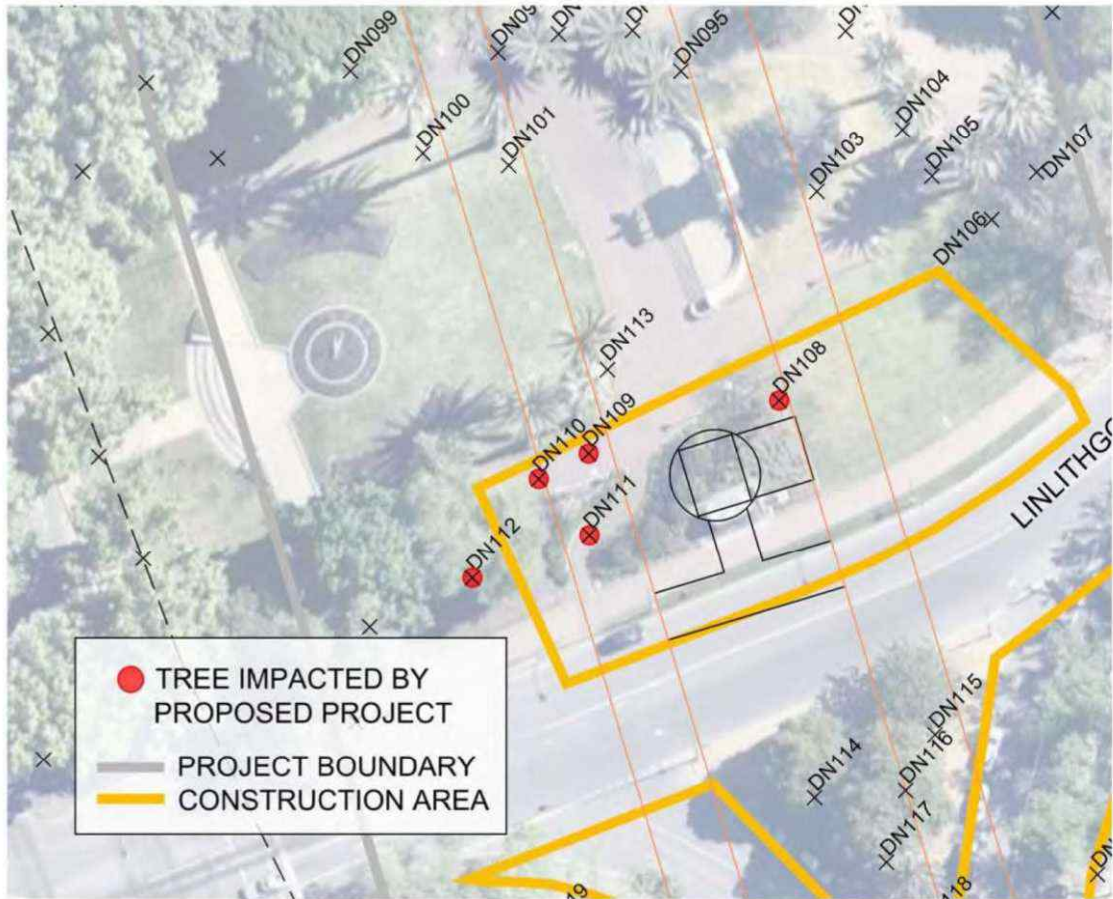 DN099
DN095
DN100
DN101
DN103
DN104
DN105
DN107
DN106
DN113
DN108
DN109
DN110
DN111
DN112
LINLITHGO
DN115
DN116
DN114
DN117
TREE IMPACTED BY
PROPOSED PROJECT
PROJECT BOUNDARY
CONSTRUCTION AREA